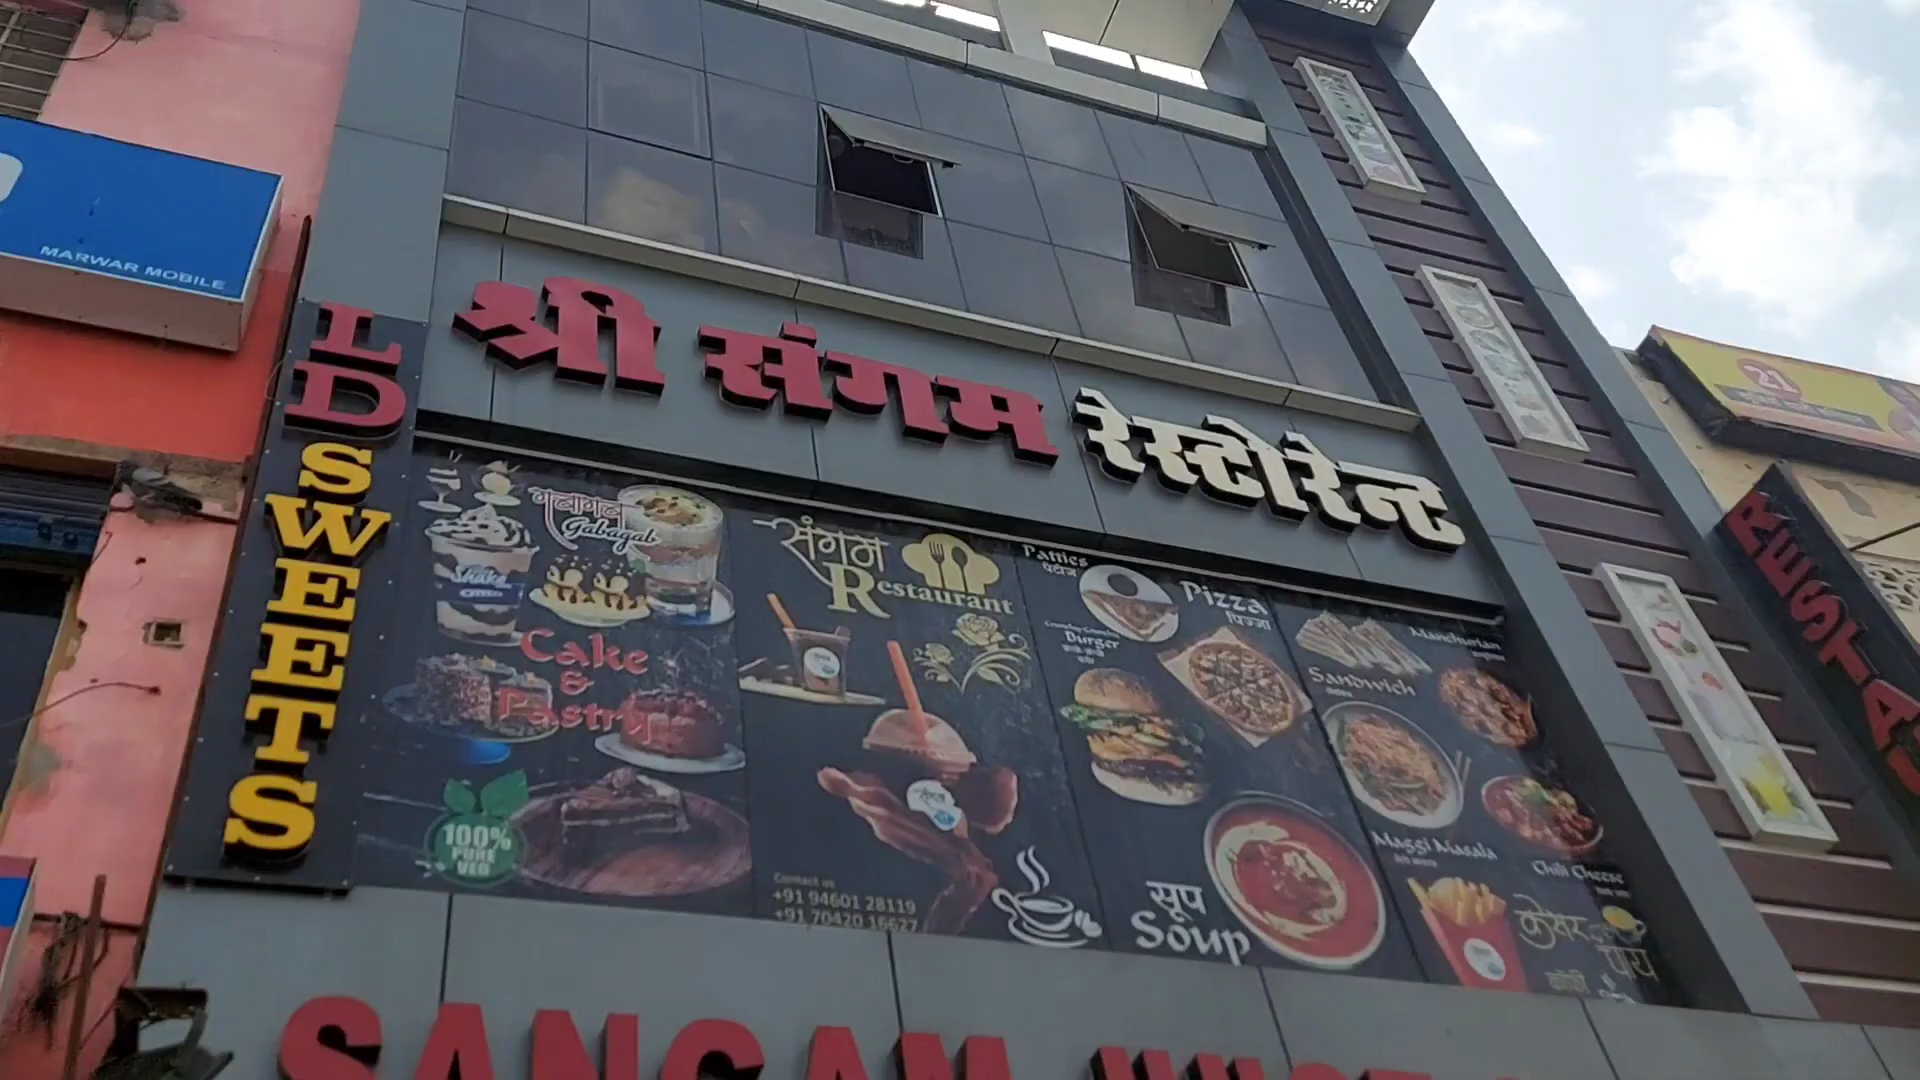 MARWAR MOBILE
श्री संगम रेस्टोरेन्ट
LD SWEETS
गबागब
Gabagab
Shake
Cake
&
Pastry
100%
PURE
VEG
संगम
Restaurant
Contact us
+91 94601 28119
+91 70420 16627
Patties
पेटीज
Pizza
पिज्जा
Burger
Manchurian
Sandwich
Maggi Masala
Chili Cheese
सूप
Soup
केसर
चाय
कॉफी
21
RESTAU
SANGAM